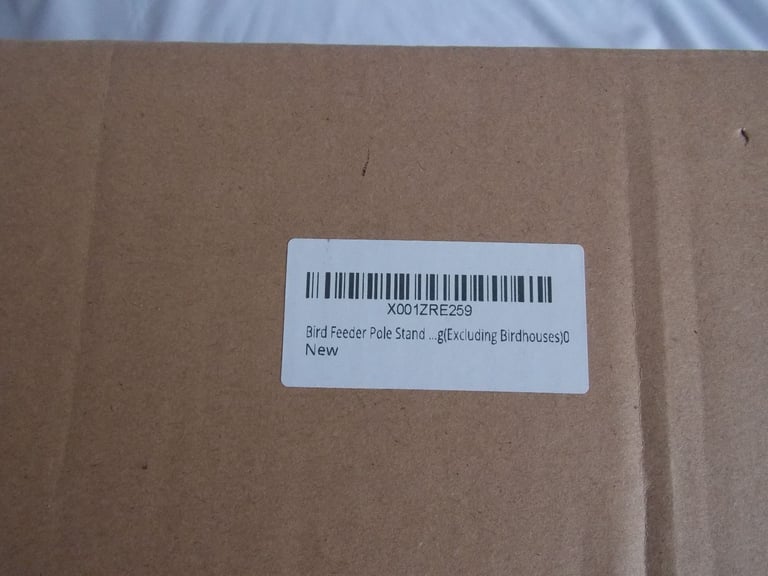 X001ZRE259
Bird Feeder Pole Stand ...g(Excluding Birdhouses)0
New